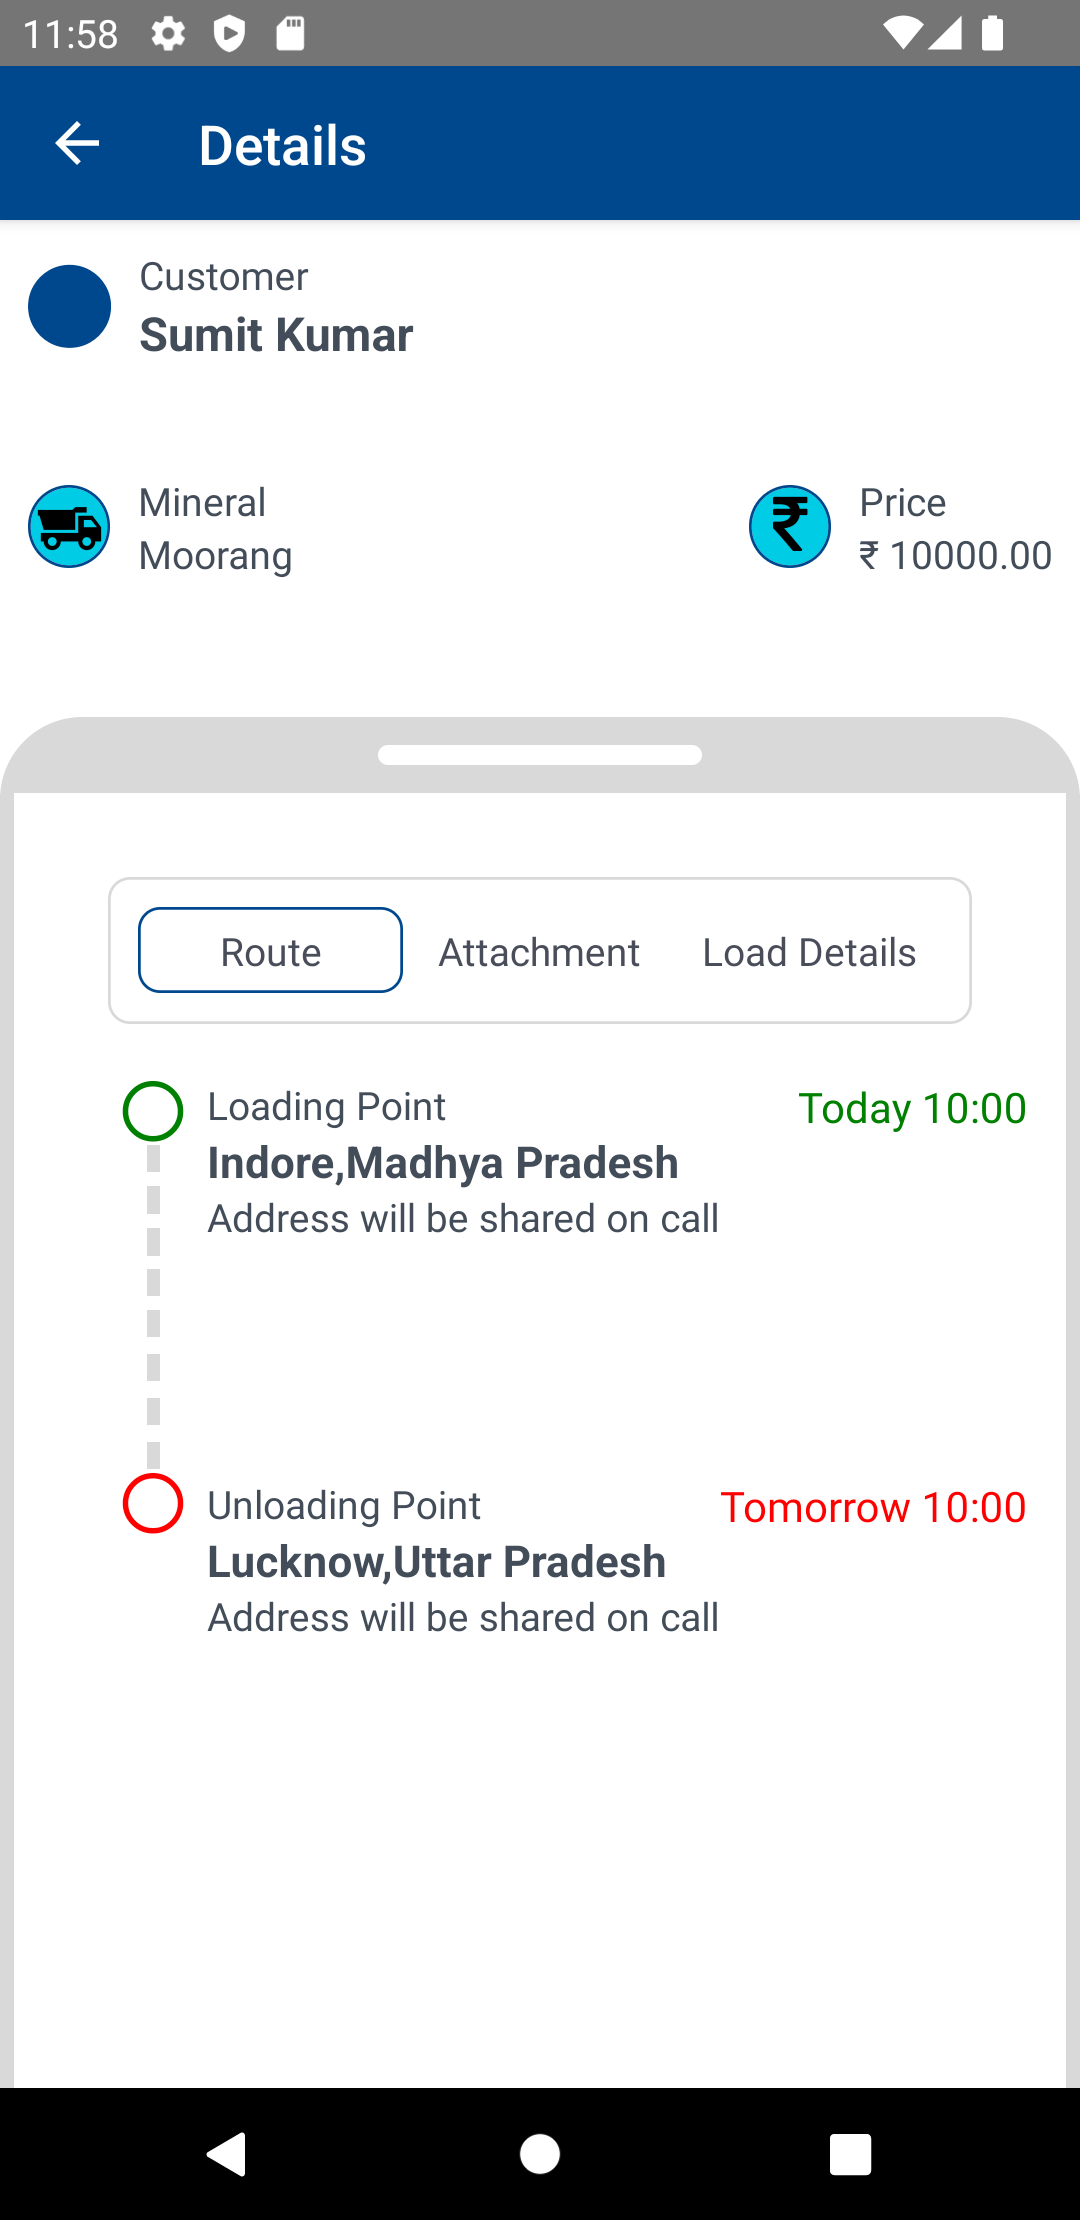 11:58
Details
Customer
Sumit Kumar
Mineral
Moorang
Price
₹ 10000.00
Route
Attachment
Load Details
Loading Point
Today 10:00
Indore,Madhya Pradesh
Address will be shared on call
Unloading Point
Tomorrow 10:00
Lucknow,Uttar Pradesh
Address will be shared on call